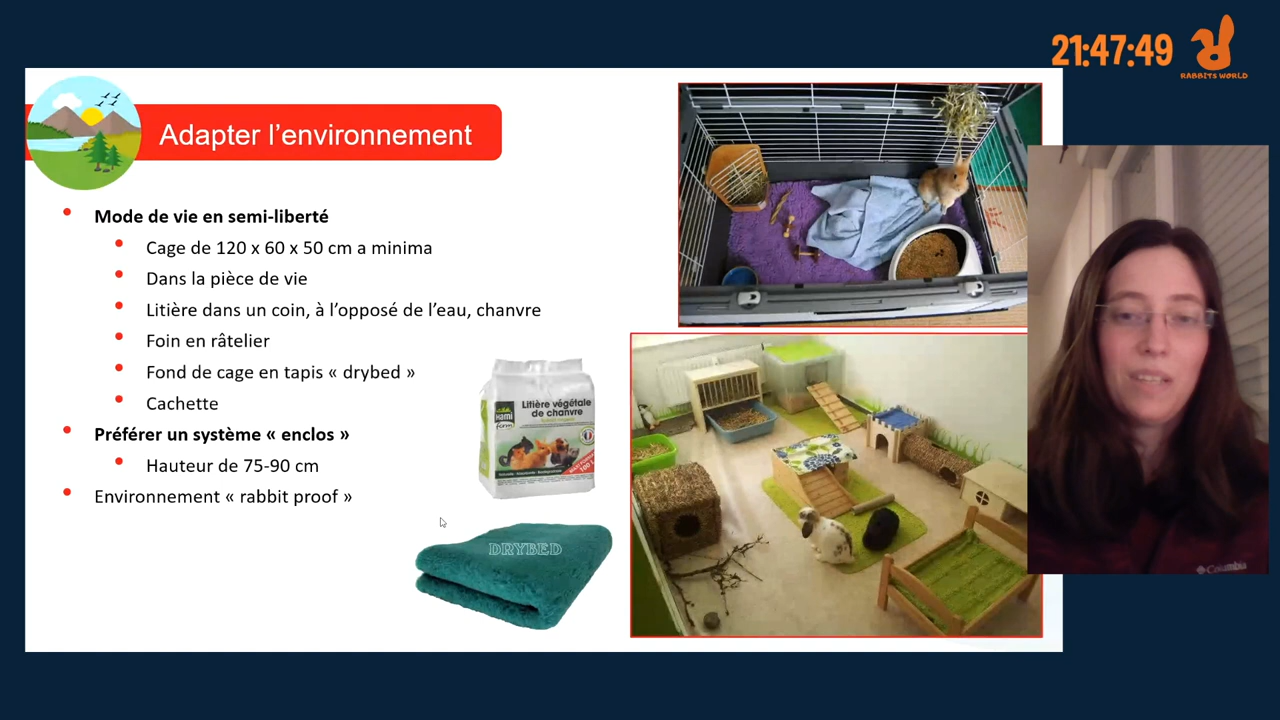 21:47:49
RABBITS WORLD
Adapter l'environnement
Mode de vie en semi-liberté
Cage de 120 x 60 x 50 cm a minima
Dans la pièce de vie
Litière dans un coin, à l'opposé de l'eau, chanvre
Foin en râtelier
Fond de cage en tapis « drybed »
Cachette
Préférer un système « enclos »
Hauteur de 75-90 cm
Environnement « rabbit proof »
Hami
form
Litière végétale
de chanvre
DRYBED
Columbia